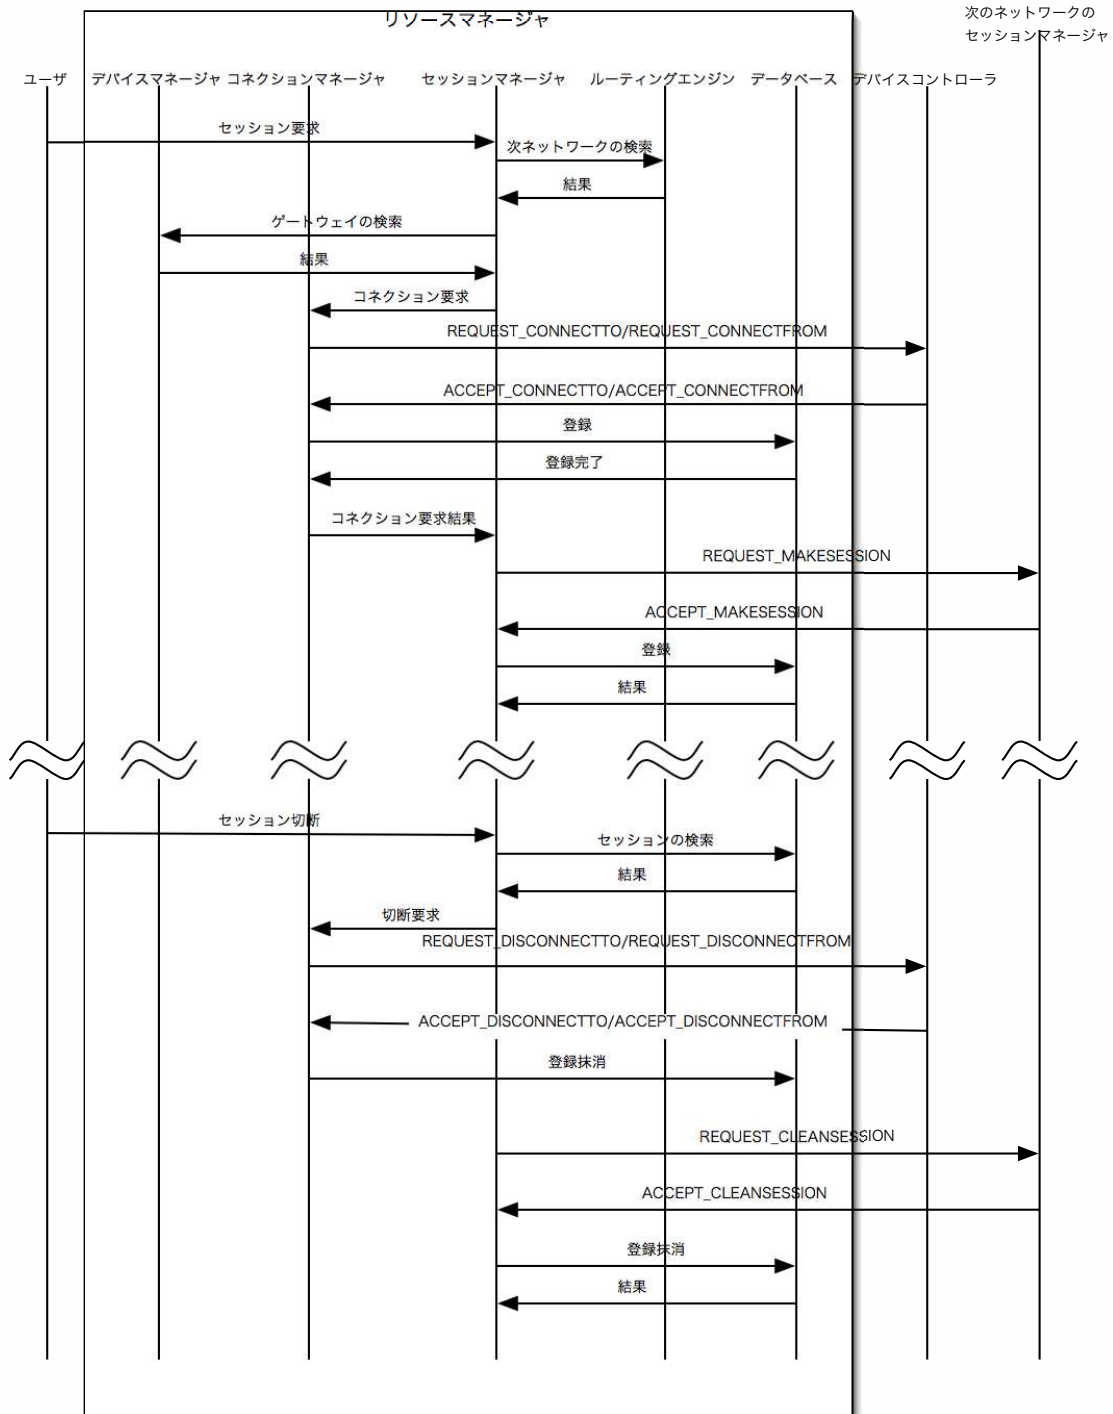 リソースマネージャ
次のネットワークの
セッションマネージャ
ユーザ
デバイスマネージャ
コネクションマネージャ
セッションマネージャ
ルーティングエンジン
データベース
デバイスコントローラ
セッション要求
次ネットワークの検索
結果
ゲートウェイの検索
結果
コネクション要求
REQUEST_CONNECTTO/REQUEST_CONNECTFROM
ACCEPT_CONNECTTO/ACCEPT_CONNECTFROM
登録
登録完了
コネクション要求結果
REQUEST_MAKESESSION
ACCEPT_MAKESESSION
登録
結果
セッション切断
セッションの検索
結果
切断要求
REQUEST_DISCONNECTTO/REQUEST_DISCONNECTFROM
ACCEPT_DISCONNECTTO/ACCEPT_DISCONNECTFROM
登録抹消
REQUEST_CLEANSESSION
ACCEPT_CLEANSESSION
登録抹消
結果